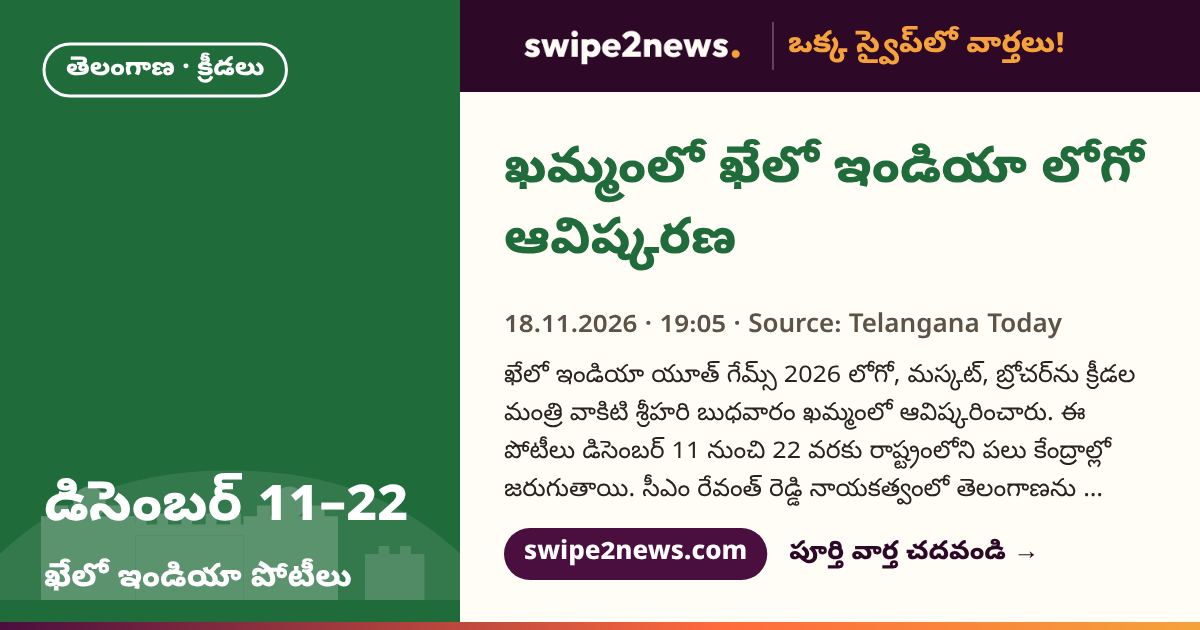 తెలంగాణ · క్రీడలు
డిసెంబర్ 11–22
ఖేలో ఇండియా పోటీలు
swipe2news.
ఒక్క స్వైప్‌లో వార్తలు!
ఖమ్మంలో ఖేలో ఇండియా లోగో
ఆవిష్కరణ
18.11.2026 · 19:05 · Source: Telangana Today
ఖేలో ఇండియా యూత్ గేమ్స్ 2026 లోగో, మస్కట్, బ్రోచర్‌ను క్రీడల
మంత్రి వాకిటి శ్రీహరి బుధవారం ఖమ్మంలో ఆవిష్కరించారు. ఈ
పోటీలు డిసెంబర్ 11 నుంచి 22 వరకు రాష్ట్రంలోని పలు కేంద్రాల్లో
జరుగుతాయి. సీఎం రేవంత్ రెడ్డి నాయకత్వంలో తెలంగాణను ...
swipe2news.com
పూర్తి వార్త చదవండి →